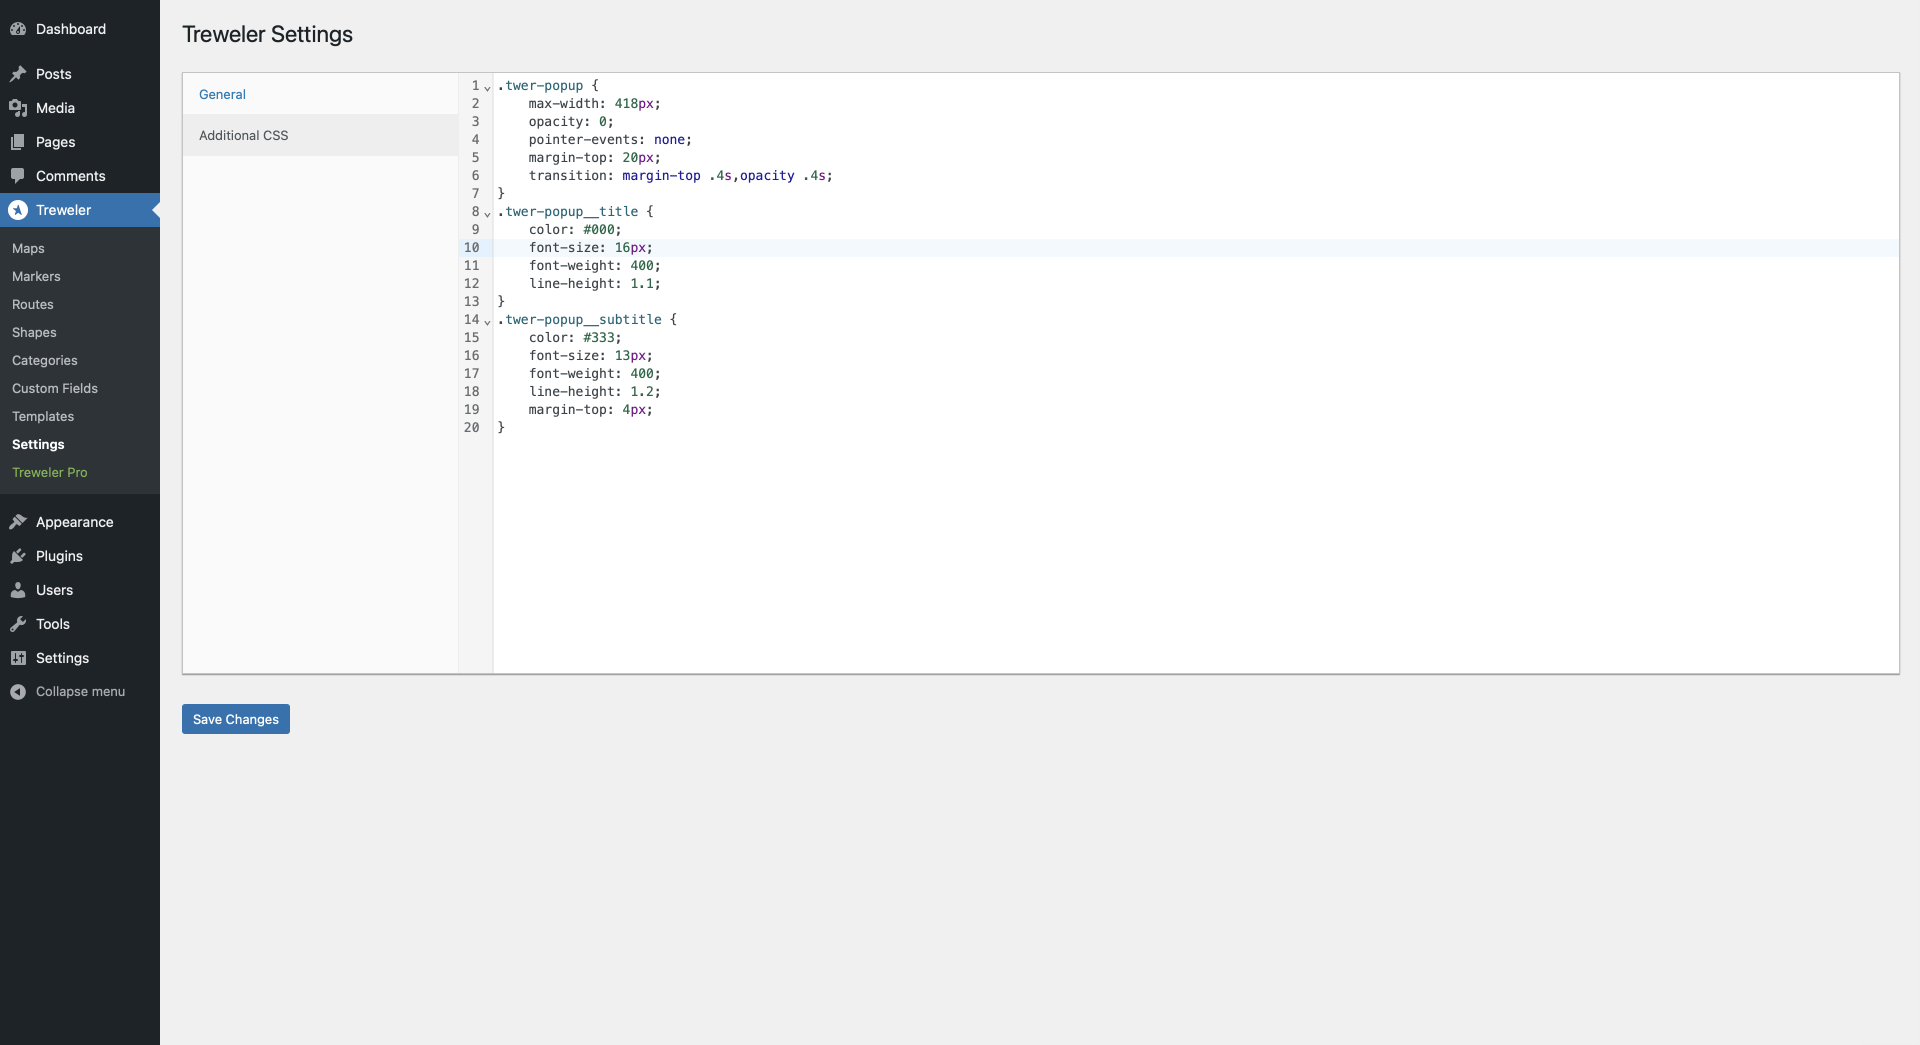 Dashboard
Posts
Media
Pages
Comments
Treweler
Maps
Markers
Routes
Shapes
Categories
Custom Fields
Templates
Settings
Treweler Pro
Appearance
Plugins
Users
Tools
Settings
Collapse menu
Treweler Settings
General
Additional CSS
1 .twer-popup {
2     max-width: 418px;
3     opacity: 0;
4     pointer-events: none;
5     margin-top: 20px;
6     transition: margin-top .4s,opacity .4s;
7 }
8 .twer-popup__title {
9     color: #000;
10     font-size: 16px;
11     font-weight: 400;
12     line-height: 1.1;
13 }
14 .twer-popup__subtitle {
15     color: #333;
16     font-size: 13px;
17     font-weight: 400;
18     line-height: 1.2;
19     margin-top: 4px;
20 }
Save Changes